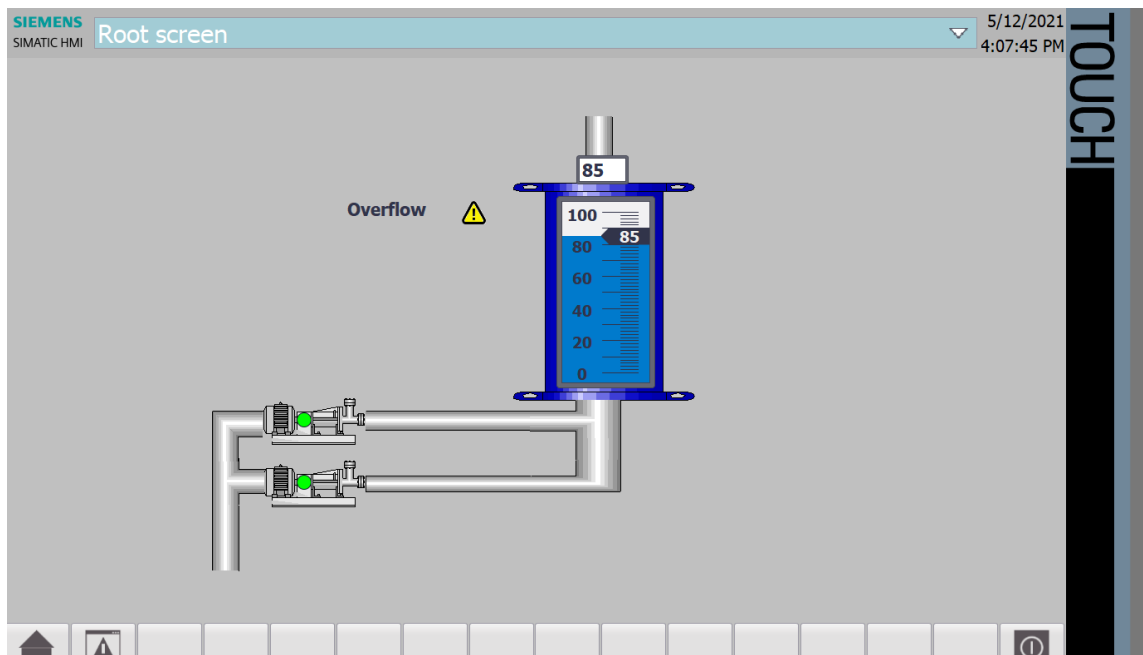 SIEMENS
SIMATIC HMI
Root screen
5/12/2021
4:07:45 PM
TOUCH
85
Overflow
100
85
80
60
40
20
0